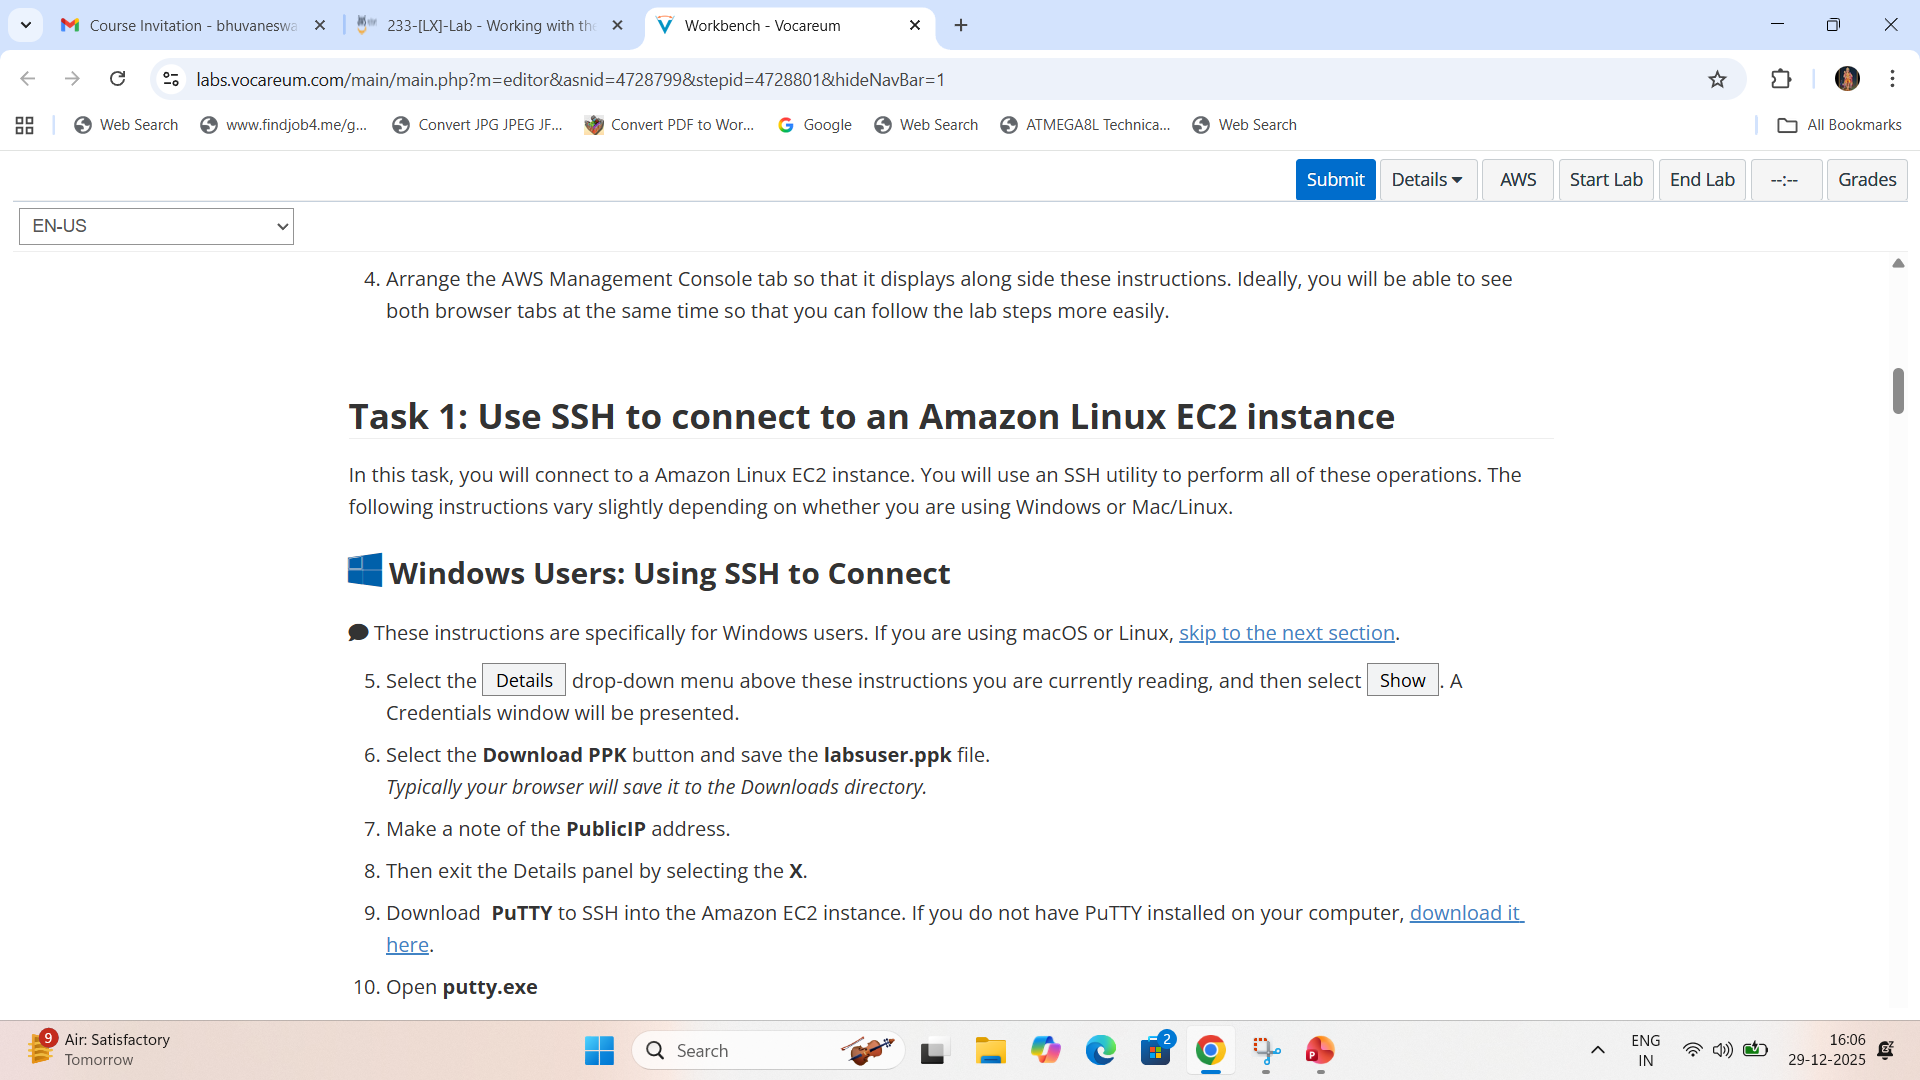 Course Invitation - bhuvaneswa
233-[LX]-Lab - Working with the
Workbench - Vocareum
labs.vocareum.com/main/main.php?m=editor&asnid=4728799&stepid=4728801&hideNavBar=1
Web Search
www.findjob4.me/g...
Convert JPG JPEG JF...
Convert PDF to Wor...
Google
Web Search
ATMEGA8L Technica...
Web Search
All Bookmarks
Submit
Details
AWS
Start Lab
End Lab
--:--
Grades
EN-US
4. Arrange the AWS Management Console tab so that it displays along side these instructions. Ideally, you will be able to see
both browser tabs at the same time so that you can follow the lab steps more easily.
Task 1: Use SSH to connect to an Amazon Linux EC2 instance
In this task, you will connect to a Amazon Linux EC2 instance. You will use an SSH utility to perform all of these operations. The
following instructions vary slightly depending on whether you are using Windows or Mac/Linux.
Windows Users: Using SSH to Connect
These instructions are specifically for Windows users. If you are using macOS or Linux, skip to the next section.
5. Select the Details drop-down menu above these instructions you are currently reading, and then select Show. A
Credentials window will be presented.
6. Select the Download PPK button and save the labsuser.ppk file.
Typically your browser will save it to the Downloads directory.
7. Make a note of the PublicIP address.
8. Then exit the Details panel by selecting the X.
9. Download PuTTY to SSH into the Amazon EC2 instance. If you do not have PuTTY installed on your computer, download it
here.
10. Open putty.exe
9
Air: Satisfactory
Tomorrow
Search
2
P
ENG
IN
16:06
29-12-2025